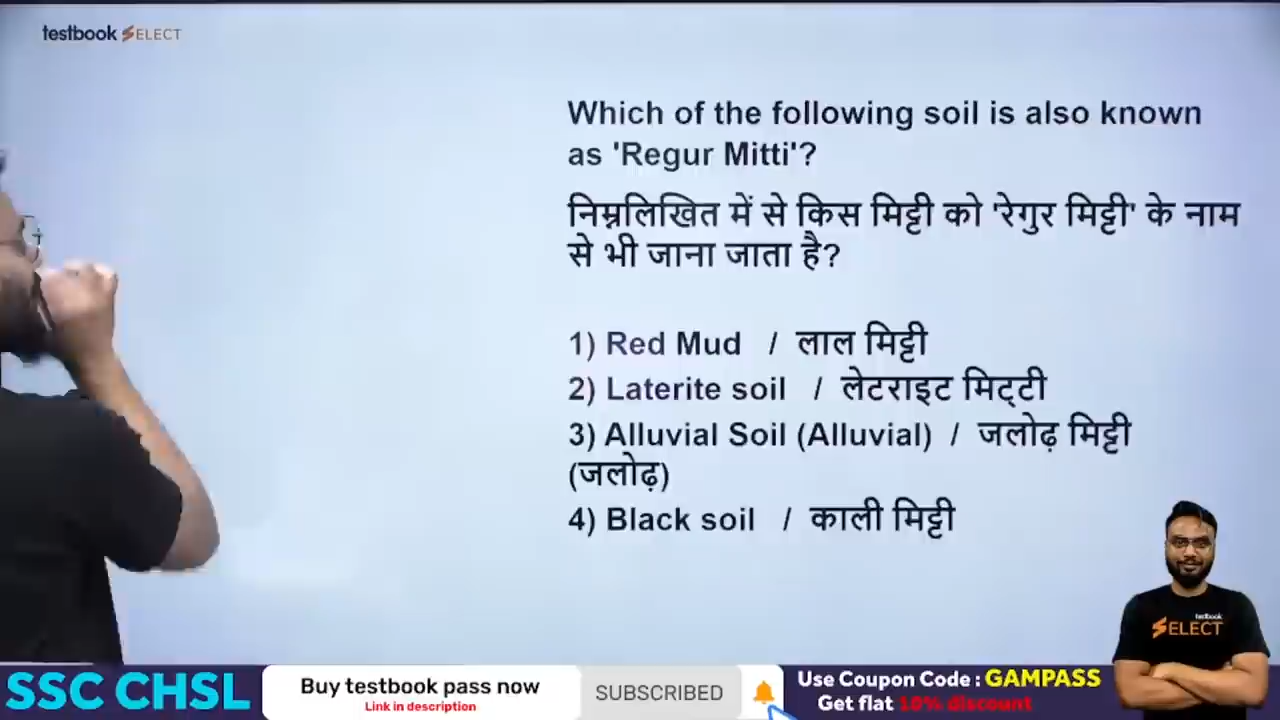 testbook SELECT
Which of the following soil is also known
as 'Regur Mitti'?
निम्नलिखित में से किस मिट्टी को 'रेगुर मिट्टी' के नाम
से भी जाना जाता है?
1) Red Mud / लाल मिट्टी
2) Laterite soil / लेटराइट मिट्‌टी
3) Alluvial Soil (Alluvial) / जलोढ़ मिट्टी
(जलोढ़)
4) Black soil / काली मिट्टी
testbook
SELECT
SSC CHSL
Buy testbook pass now
Link in description
SUBSCRIBED
Use Coupon Code : GAMPASS
Get flat 10% discount